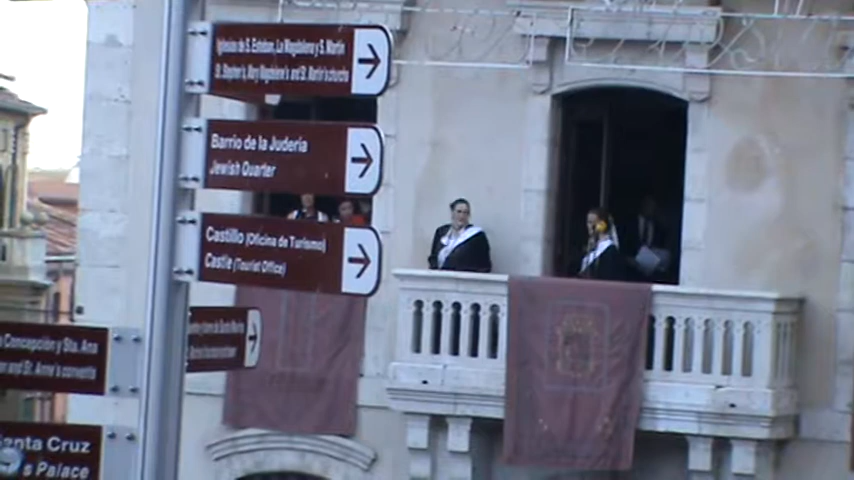 Iglesias de S. Esteban, La Magdalena y S. Martín
St. Stephen's, Mary Magdalene's and St. Martin's church
Barrio de la Judería
Jewish Quarter
Castillo (Oficina de Turismo)
Castle (Tourist Office)
Concepción y Sta. Ana
and St. Anne's convents
Santa Cruz
's Palace